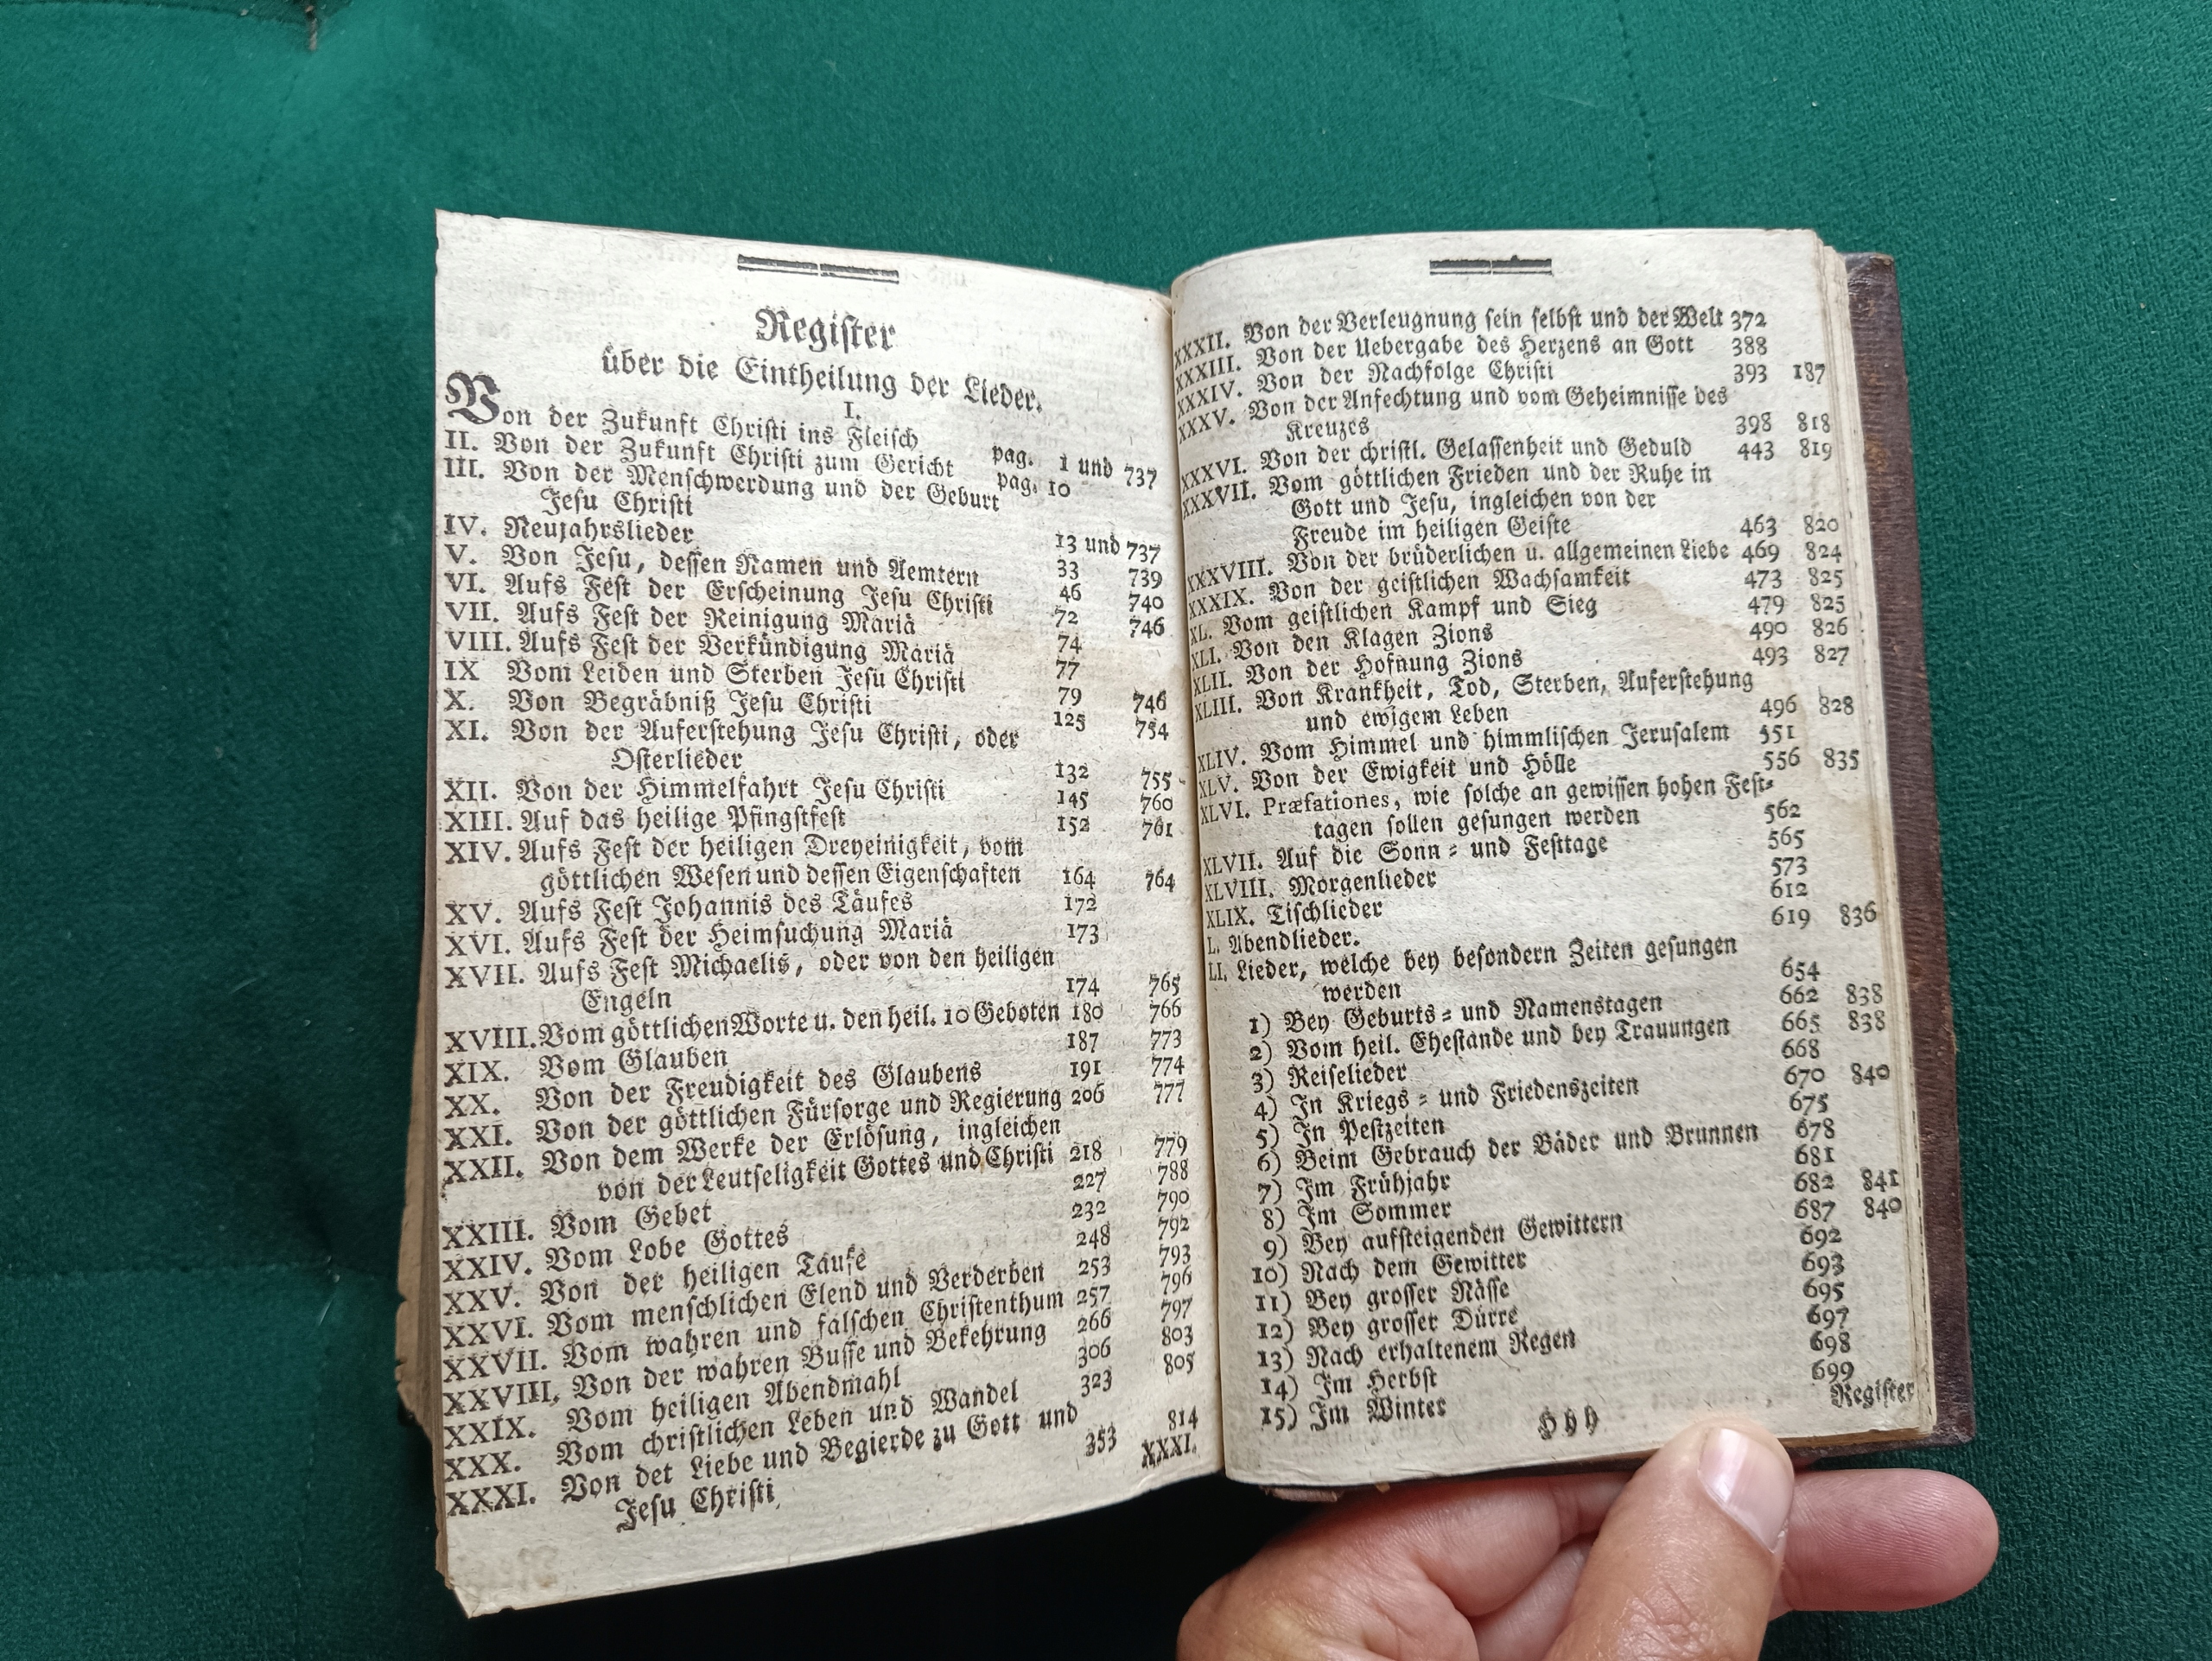 Regiſter
über die Eintheilung der Lieder.
I.
Von der Zukunft Chriſti ins Fleiſch pag. 1 und 737
II. Von der Zukunft Chriſti zum Gericht pag. 10
III. Von der Menſchwerdung und der Geburt
Jeſu Chriſti 13 und 737
IV. Neujahrslieder 33 739
V. Von Jeſu, deſſen Namen und Aemtern 46 740
VI. Aufs Feſt der Erſcheinung Jeſu Chriſti 72 746
VII. Aufs Feſt der Reinigung Mariä 74
VIII. Aufs Feſt der Verkündigung Mariä 77
IX Vom Leiden und Sterben Jeſu Chriſti 79 746
X. Von Begräbniß Jeſu Chriſti 125 754
XI. Von der Auferſtehung Jeſu Chriſti, oder
Oſterlieder 132 755
XII. Von der Himmelfahrt Jeſu Chriſti 145 760
XIII. Auf das heilige Pfingſtfeſt 152 761
XIV. Aufs Feſt der heiligen Dreyeinigkeit, vom
göttlichen Weſen und deſſen Eigenſchaften 164 764
XV. Aufs Feſt Johannis des Täufes 172
XVI. Aufs Feſt der Heimſuchung Mariä 173
XVII. Aufs Feſt Michaelis, oder von den heiligen
Engeln 174 765
XVIII. Vom göttlichen Worte u. den heil. 10 Geboten 180 766
XIX. Vom Glauben 187 773
XX. Von der Freudigkeit des Glaubens 191 774
XXI. Von der göttlichen Fürſorge und Regierung 206 777
XXII. Von dem Werke der Erlöſung, ingleichen
von der Leutſeligkeit Gottes und Chriſti 218 779
XXIII. Vom Gebet 227 788
XXIV. Vom Lobe Gottes 232 790
XXV. Von der heiligen Taufe 248 792
XXVI. Vom menſchlichen Elend und Verderben 253 793
XXVII. Vom wahren und falſchen Chriſtenthum 257 796
XXVIII, Von der wahren Buſſe und Bekehrung 266 797
XXIX. Vom heiligen Abendmahl 306 803
XXX. Vom chriſtlichen Leben und Wandel 323 805
XXXI. Von det Liebe und Begierde zu Gott und
Jeſu Chriſti 353 814
XXXI.
XXXII. Von der Verleugnung ſein ſelbſt und der Welt 372
XXXIII. Von der Uebergabe des Herzens an Gott 388
XXXIV. Von der Nachfolge Chriſti 393 187
XXXV. Von der Anfechtung und vom Geheimniſſe des
Kreuzes 398 818
XXXVI. Von der chriſtl. Gelaſſenheit und Geduld 443 819
XXXVII. Vom göttlichen Frieden und der Ruhe in
Gott und Jeſu, ingleichen von der
Freude im heiligen Geiſte 463 820
XXXVIII. Von der brüderlichen u. allgemeinen Liebe 469 824
XXXIX. Von der geiſtlichen Wachſamkeit 473 825
XL. Vom geiſtlichen Kampf und Sieg 479 825
XLI. Von den Klagen Zions 490 826
XLII. Von der Hofnung Zions 493 827
XLIII. Von Krankheit, Tod, Sterben, Auferſtehung
und ewigem Leben 496 828
XLIV. Vom Himmel und himmliſchen Jeruſalem 551
XLV. Von der Ewigkeit und Hölle 556 835
XLVI. Præfationes, wie ſolche an gewiſſen hohen Feſt-
tagen ſollen geſungen werden 562
XLVII. Auf die Sonn- und Feſttage 565
XLVIII. Morgenlieder 573
XLIX. Tiſchlieder 612
L. Abendlieder. 619 836
LI. Lieder, welche bey beſondern Zeiten geſungen
werden 654
1) Bey Geburts- und Namenstagen 662 838
2) Vom heil. Eheſtande und bey Trauungen 665 838
3) Reiſelieder 668
4) In Kriegs- und Friedenszeiten 670 840
5) In Peſtzeiten 675
6) Beim Gebrauch der Bäder und Brunnen 678
7) Im Frühjahr 681
8) Im Sommer 682 841
9) Bey aufſteigenden Gewittern 687 840
10) Nach dem Gewitter 692
11) Bey groſſer Näſſe 693
12) Bey groſſer Dürre 695
13) Nach erhaltenem Regen 697
14) Im Herbſt 698
15) Im Winter 699
Hhh Regiſter